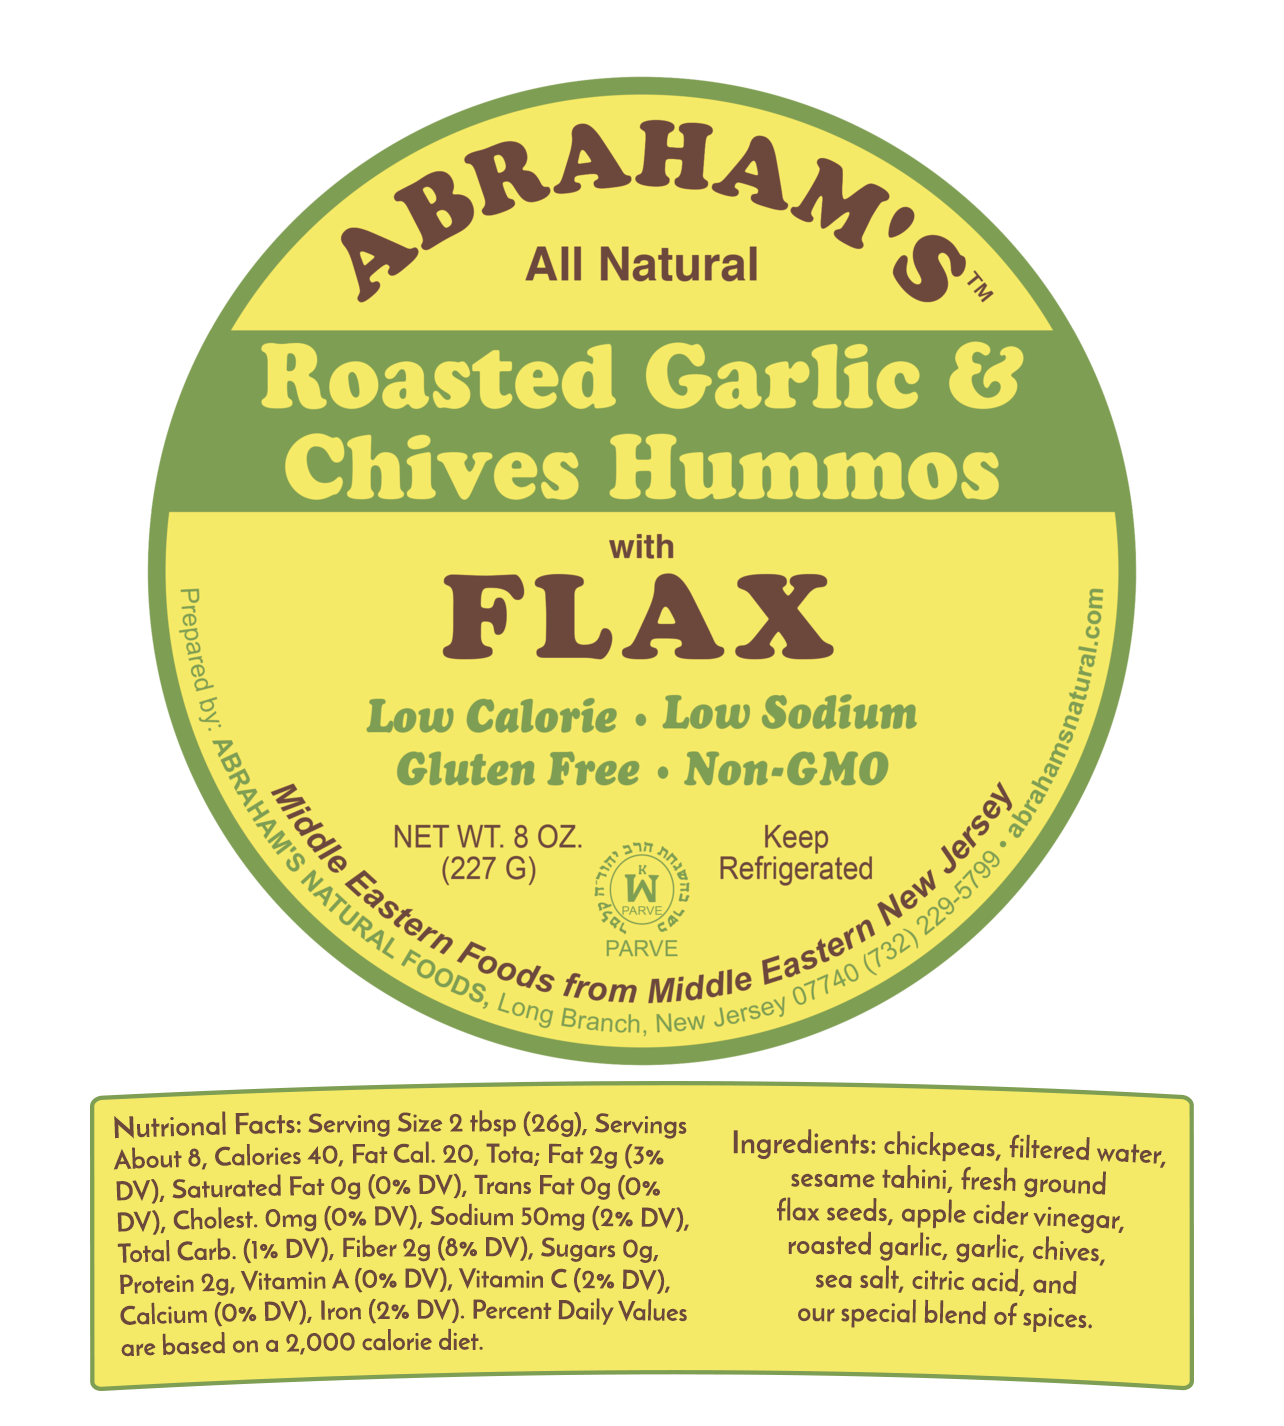 ABRAHAM'S™
All Natural
Roasted Garlic &
Chives Hummos
with
FLAX
Low Calorie • Low Sodium
Gluten Free • Non-GMO
NET WT. 8 OZ.
(227 G)
כשר בהשגחת הרב יהודה קלמר
K
PARVE
PARVE
Keep
Refrigerated
Middle Eastern Foods from Middle Eastern New Jersey
Prepared by: ABRAHAM'S NATURAL FOODS, Long Branch, New Jersey 07740 (732) 229-5799 • abrahamsnatural.com
Nutrional Facts: Serving Size 2 tbsp (26g), Servings
About 8, Calories 40, Fat Cal. 20, Tota; Fat 2g (3%
DV), Saturated Fat 0g (0% DV), Trans Fat 0g (0%
DV), Cholest. 0mg (0% DV), Sodium 50mg (2% DV),
Total Carb. (1% DV), Fiber 2g (8% DV), Sugars 0g,
Protein 2g, Vitamin A (0% DV), Vitamin C (2% DV),
Calcium (0% DV), Iron (2% DV). Percent Daily Values
are based on a 2,000 calorie diet.
Ingredients: chickpeas, filtered water,
sesame tahini, fresh ground
flax seeds, apple cider vinegar,
roasted garlic, garlic, chives,
sea salt, citric acid, and
our special blend of spices.